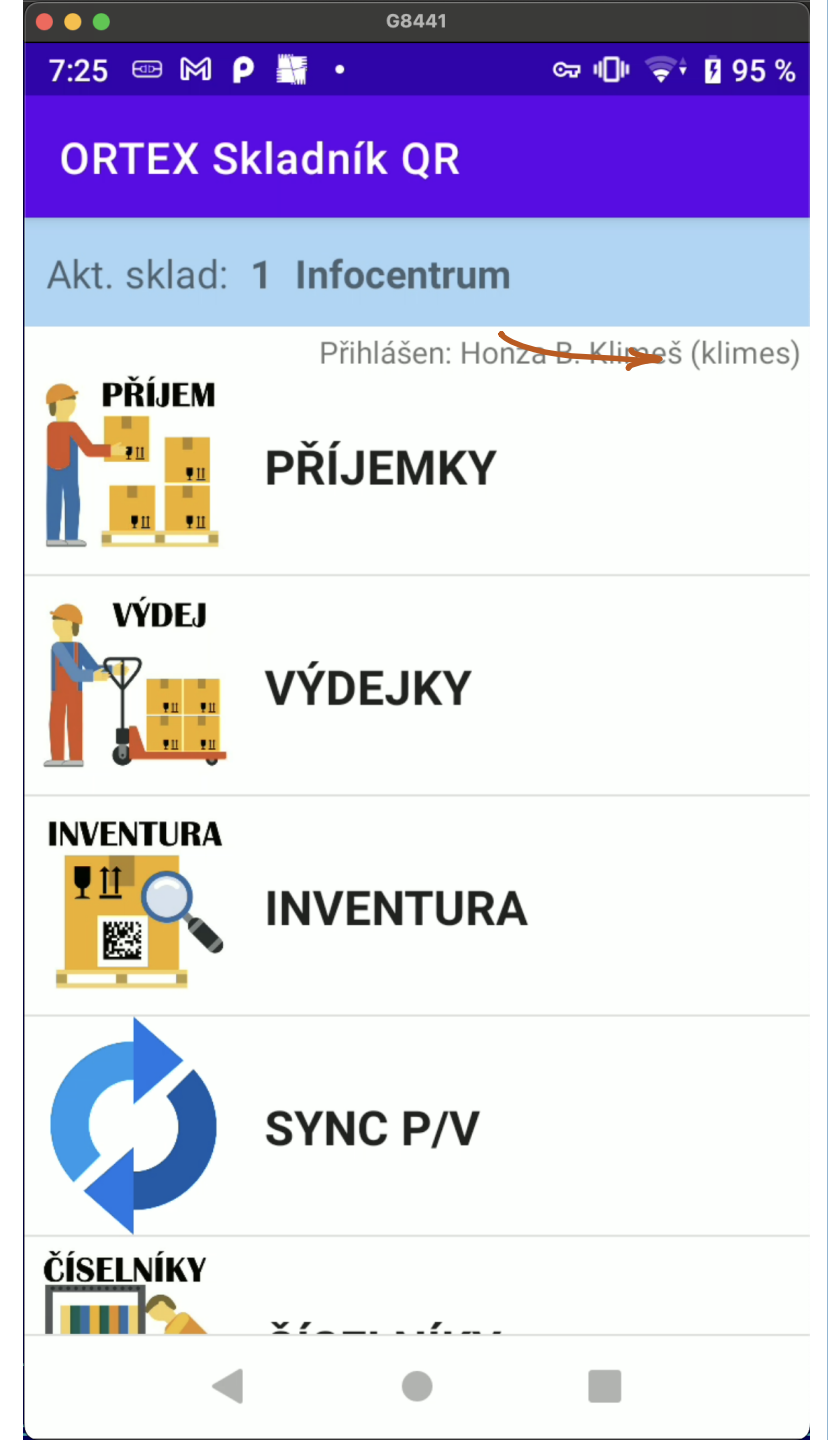 G8441
7:25 95 %
ORTEX Skladník QR
Akt. sklad: 1 Infocentrum
Přihlášen: Honza B. Klimeš (klimes)
PŘÍJEM
PŘÍJEMKY
VÝDEJ
VÝDEJKY
INVENTURA
INVENTURA
SYNC P/V
ČÍSELNÍKY
ČÍSELNÍKY